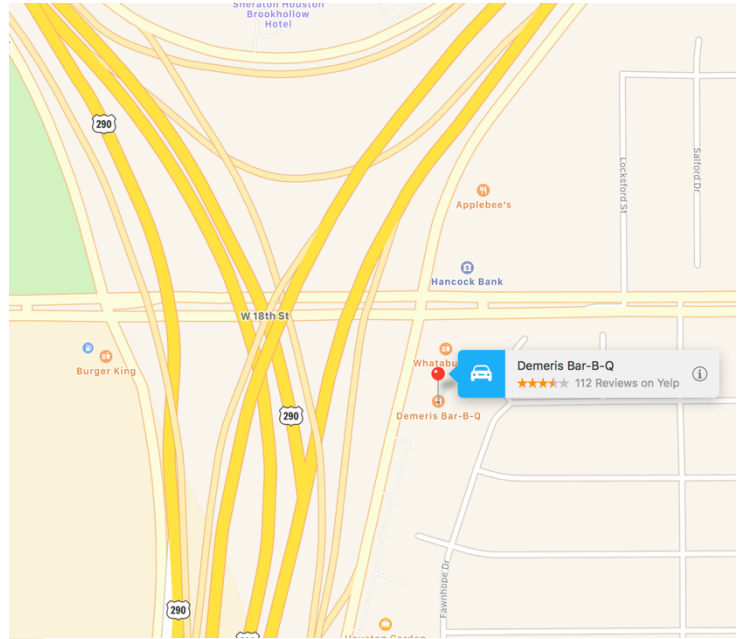 Sheraton Houston
Brookhollow
Hotel
290
Salford Dr
Locksford St
Applebee's
Hancock Bank
W 18th St
Burger King
Demeris Bar-B-Q
112 Reviews on Yelp
Demeris Bar-B-Q
290
Fawnhope Dr
290